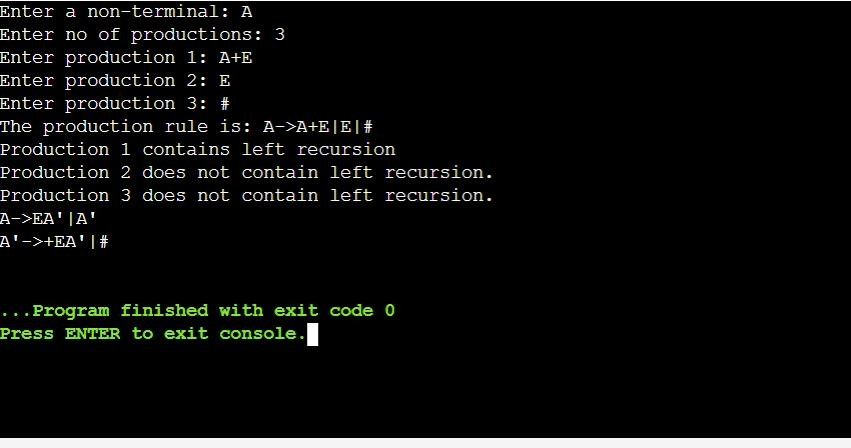 Enter a non-terminal: A
Enter no of productions: 3
Enter production 1: A+E
Enter production 2: E
Enter production 3: #
The production rule is: A->A+E|E|#
Production 1 contains left recursion
Production 2 does not contain left recursion.
Production 3 does not contain left recursion.
A->EA'|A'
A'->+EA'|#
...Program finished with exit code 0
Press ENTER to exit console.